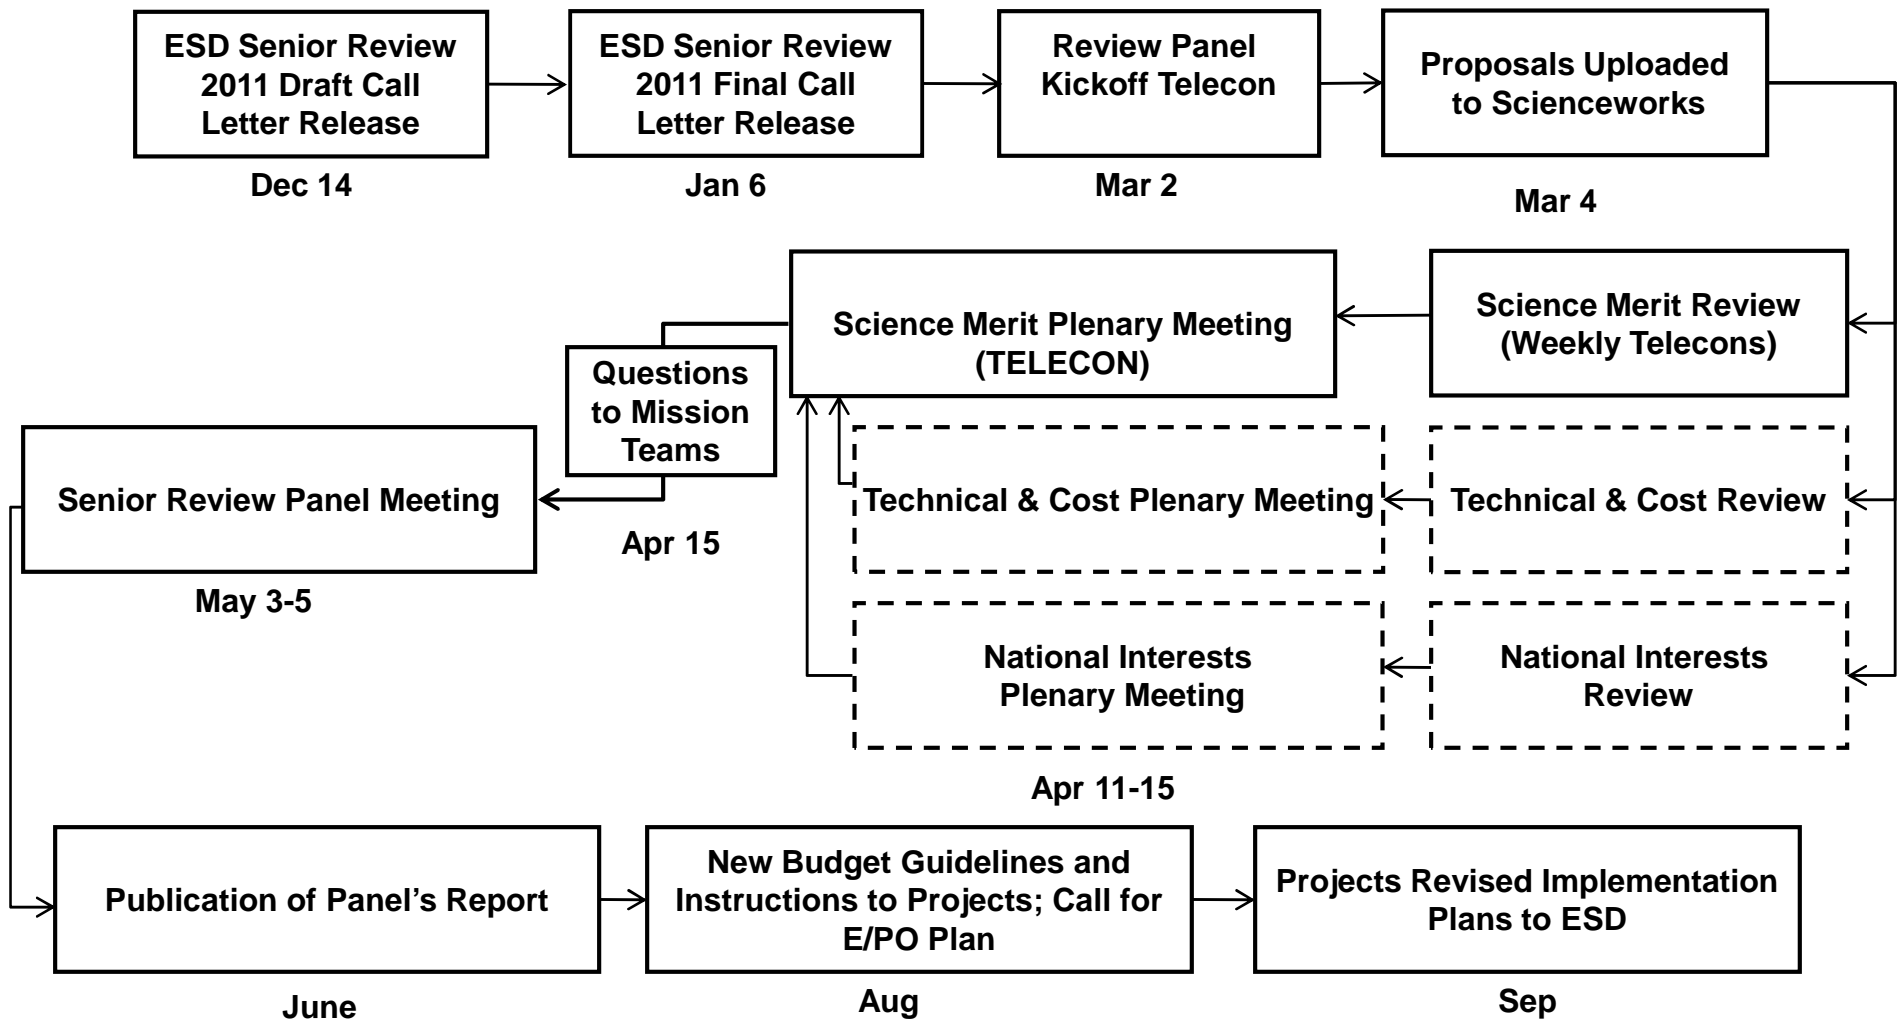 ESD Senior Review
2011 Draft Call
Letter Release
Dec 14
ESD Senior Review
2011 Final Call
Letter Release
Jan 6
Review Panel
Kickoff Telecon
Mar 2
Proposals Uploaded
to Scienceworks
Mar 4
Science Merit Review
(Weekly Telecons)
Science Merit Plenary Meeting
(TELECON)
Technical & Cost Review
Technical & Cost Plenary Meeting
National Interests
Review
National Interests
Plenary Meeting
Apr 11-15
Questions
to Mission
Teams
Apr 15
Senior Review Panel Meeting
May 3-5
Publication of Panel’s Report
June
New Budget Guidelines and
Instructions to Projects; Call for
E/PO Plan
Aug
Projects Revised Implementation
Plans to ESD
Sep